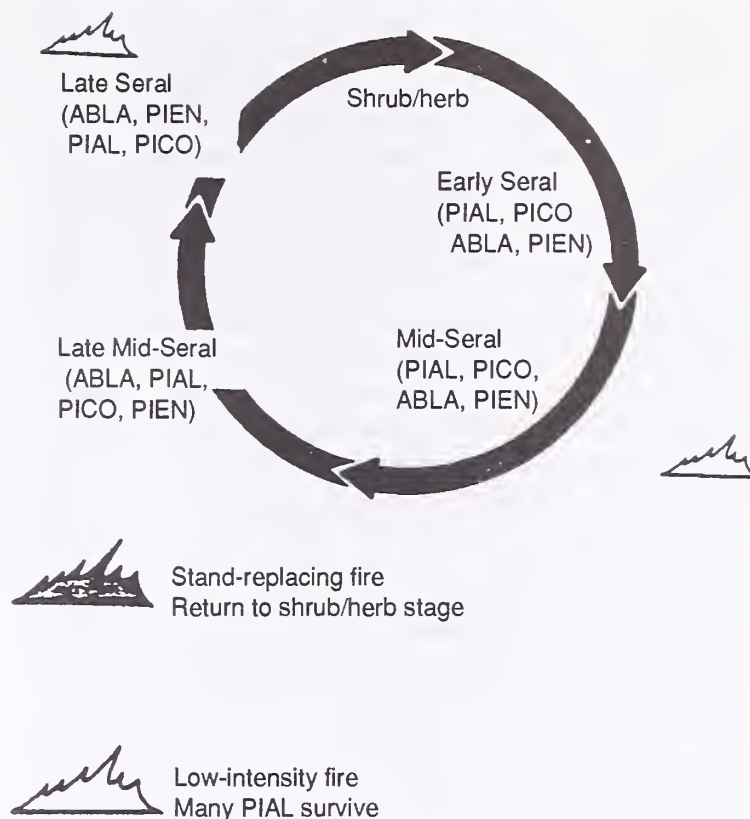 Late Seral
(ABLA, PIEN,
PIAL, PICO)
Shrub/herb
Early Seral
(PIAL, PICO
ABLA, PIEN)
Mid-Seral
(PIAL, PICO,
ABLA, PIEN)
Late Mid-Seral
(ABLA, PIAL,
PICO, PIEN)
Stand-replacing fire
Return to shrub/herb stage
Low-intensity fire
Many PIAL survive